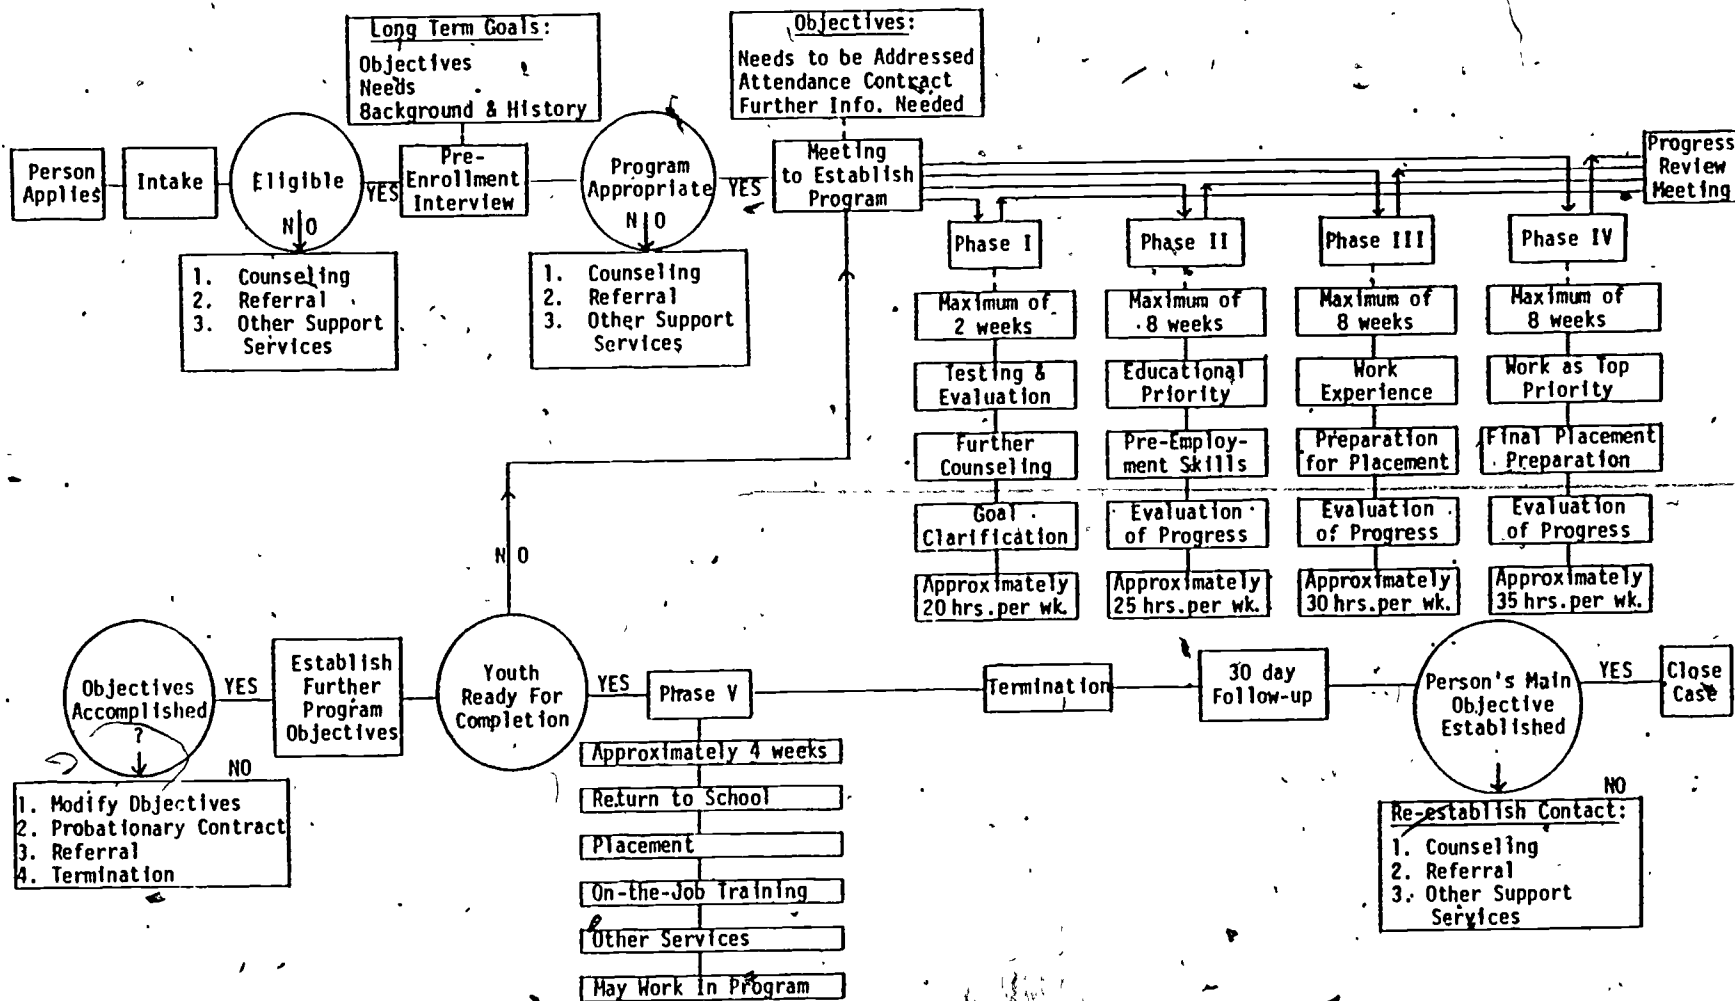 Long Term Goals:
Objectives
Needs
Background & History
Objectives:
Needs to be Addressed
Attendance Contract
Further Info. Needed
Person
Applies
Intake
Eligible
YES
N O
1. Counseling
2. Referral
3. Other Support
Services
Pre-
Enrollment
Interview
Program
Appropriate
YES
N O
1. Counseling
2. Referral
3. Other Support
Services
Meeting
to Establish
Program
Progress
Review
Meeting
Phase I
Maximum of
2 weeks
Testing &
Evaluation
Further
Counseling
Goal
Clarification
Approximately
20 hrs.per wk.
Phase II
Maximum of
8 weeks
Educational
Priority
Pre-Employ-
ment Skills
Evaluation
of Progress
Approximately
25 hrs.per wk.
Phase III
Maximum of
8 weeks
Work
Experience
Preparation
for Placement
Evaluation
of Progress
Approximately
30 hrs.per wk.
Phase IV
Maximum of
8 weeks
Work as Top
Priority
Final Placement
Preparation
Evaluation
of Progress
Approximately
35 hrs.per wk.
N O
Objectives
Accomplished
?
YES
NO
1. Modify Objectives
2. Probationary Contract
3. Referral
4. Termination
Establish
Further
Program
Objectives
Youth
Ready For
Completion
YES
Phase V
Approximately 4 weeks
Return to School
Placement
On-the-Job Training
Other Services
May Work In Program
Termination
30 day
Follow-up
Person's Main
Objective
Established
YES
Close
Case
NO
Re-establish Contact:
1. Counseling
2. Referral
3. Other Support
Services